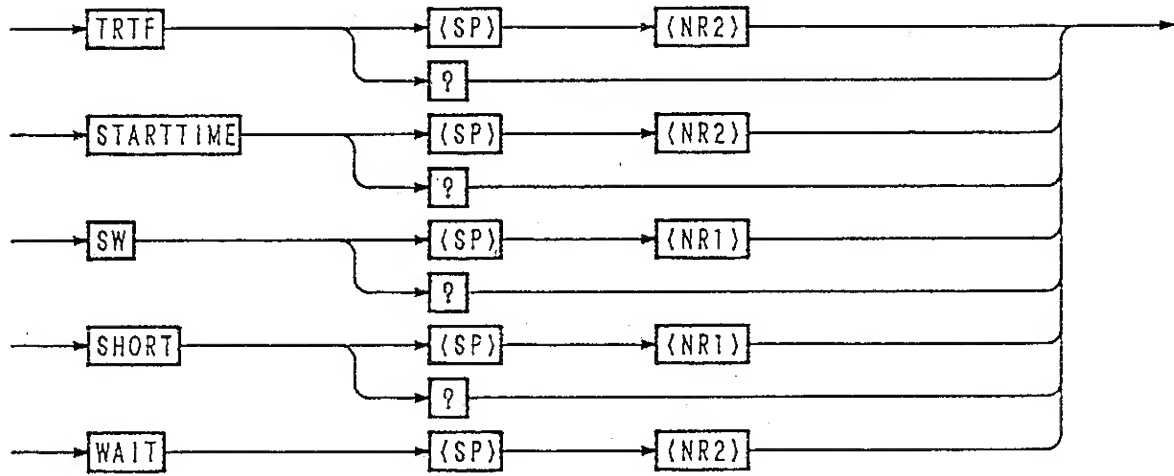 TRTF ⟨SP⟩ ⟨NR2⟩
?
STARTTIME ⟨SP⟩ ⟨NR2⟩
?
SW ⟨SP⟩ ⟨NR1⟩
?
SHORT ⟨SP⟩ ⟨NR1⟩
?
WAIT ⟨SP⟩ ⟨NR2⟩